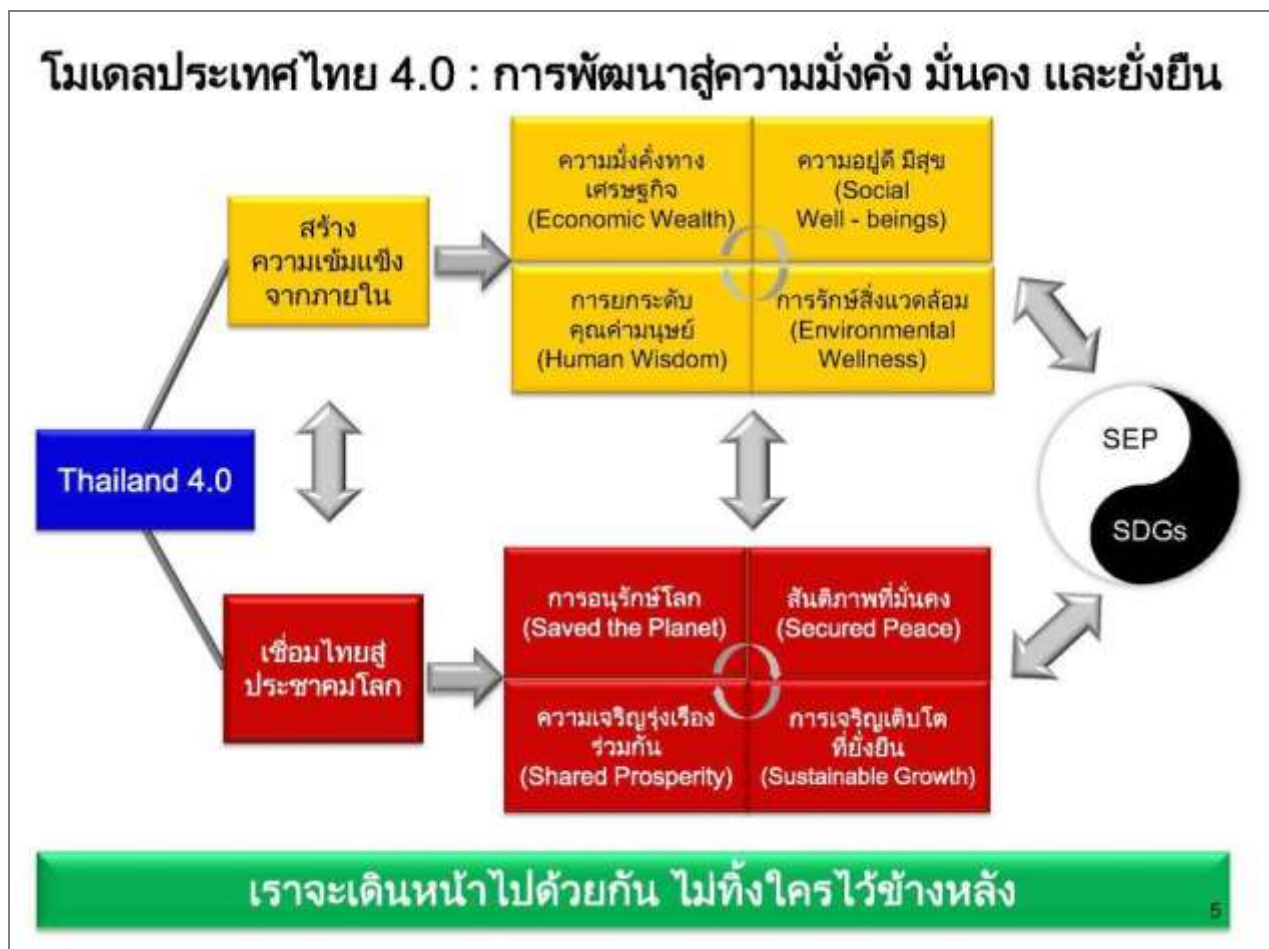 โมเดลประเทศไทย 4.0 : การพัฒนาสู่ความมั่งคั่ง มั่นคง และยั่งยืน
ความมั่งคั่งทาง
เศรษฐกิจ
(Economic Wealth)
ความอยู่ดี มีสุข
(Social
Well - beings)
สร้าง
ความเข้มแข็ง
จากภายใน
การยกระดับ
คุณค่ามนุษย์
(Human Wisdom)
การรักษ์สิ่งแวดล้อม
(Environmental
Wellness)
Thailand 4.0
SEP
SDGs
เชื่อมไทยสู่
ประชาคมโลก
การอนุรักษ์โลก
(Saved the Planet)
สันติภาพที่มั่นคง
(Secured Peace)
ความเจริญรุ่งเรือง
ร่วมกัน
(Shared Prosperity)
การเจริญเติบโต
ที่ยั่งยืน
(Sustainable Growth)
เราจะเดินหน้าไปด้วยกัน ไม่ทิ้งใครไว้ข้างหลัง
5